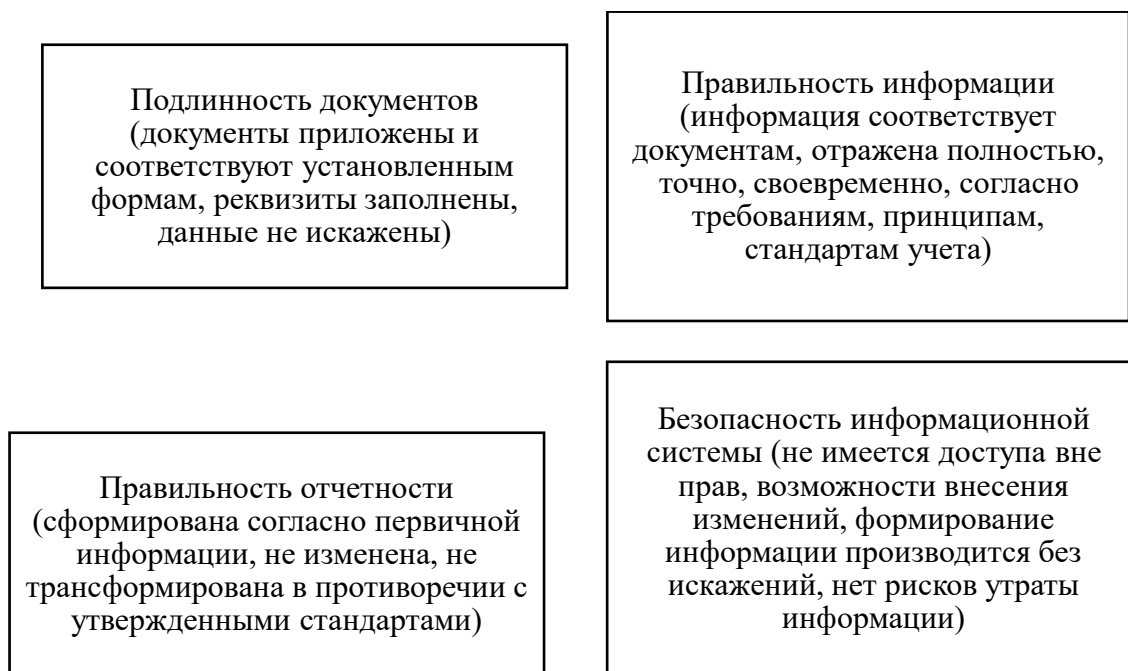 Подлинность документов
(документы приложены и
соответствуют установленным
формам, реквизиты заполнены,
данные не искажены)
Правильность информации
(информация соответствует
документам, отражена полностью,
точно, своевременно, согласно
требованиям, принципам,
стандартам учета)
Правильность отчетности
(сформирована согласно первичной
информации, не изменена, не
трансформирована в противоречии с
утвержденными стандартами)
Безопасность информационной
системы (не имеется доступа вне
прав, возможности внесения
изменений, формирование
информации производится без
искажений, нет рисков утраты
информации)